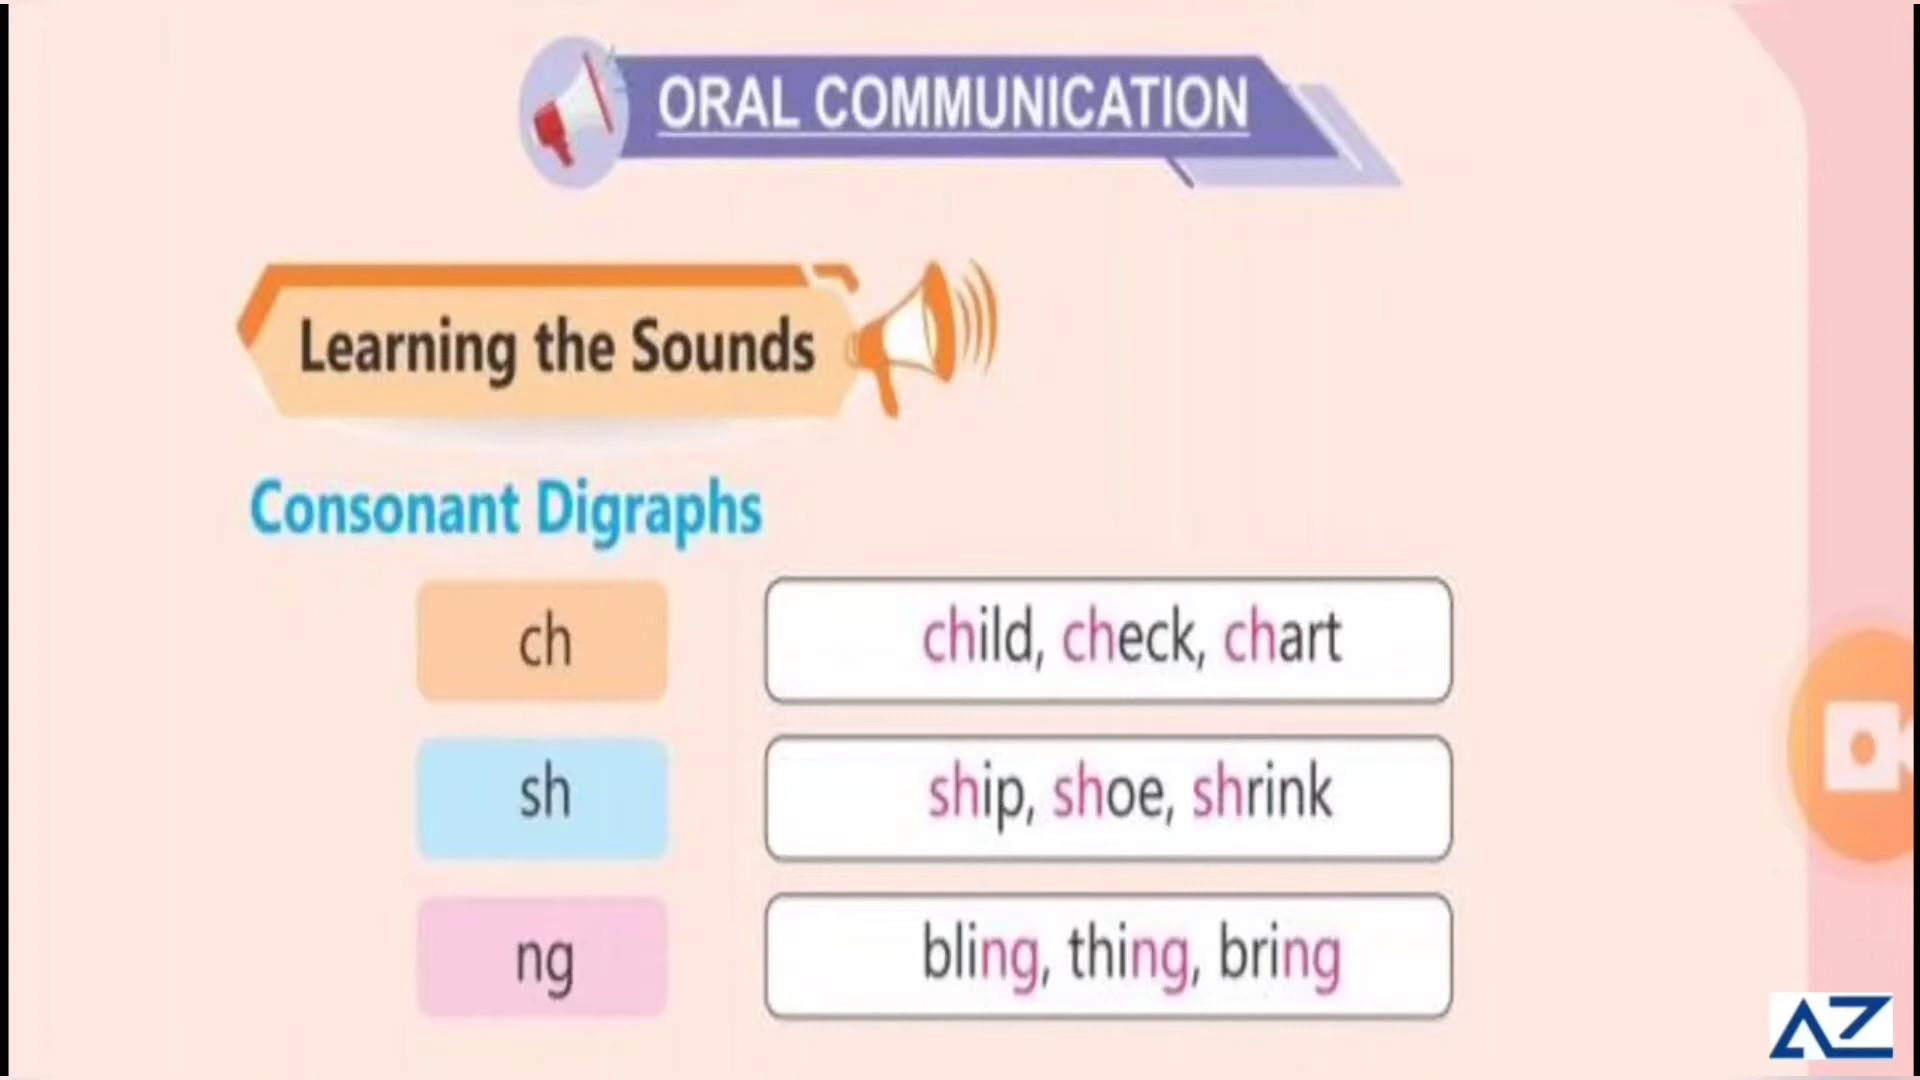 ORAL COMMUNICATION
Learning the Sounds
Consonant Digraphs
ch
child, check, chart
sh
ship, shoe, shrink
ng
bling, thing, bring
AZ